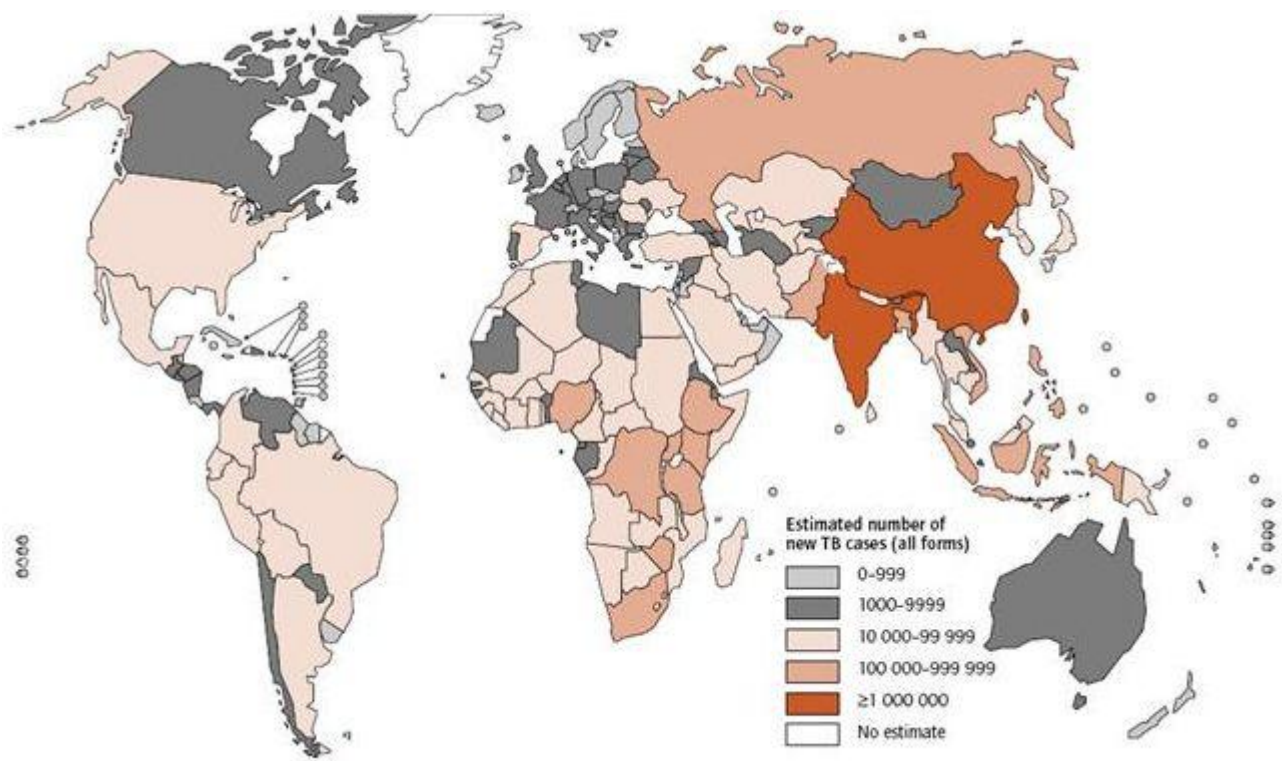 Estimated number of
new TB cases (all forms)
0–999
1000–9999
10 000–99 999
100 000–999 999
≥1 000 000
No estimate